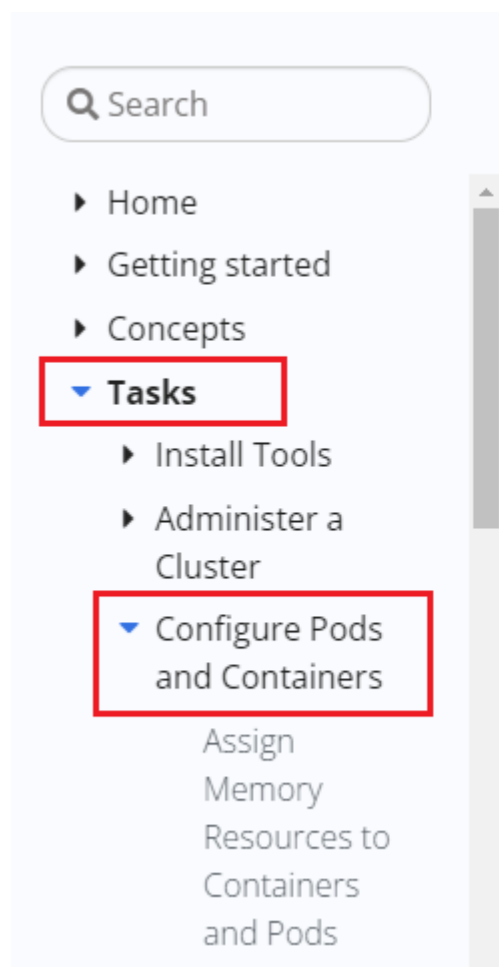 Search
Home
Getting started
Concepts
Tasks
Install Tools
Administer a
Cluster
Configure Pods
and Containers
Assign
Memory
Resources to
Containers
and Pods